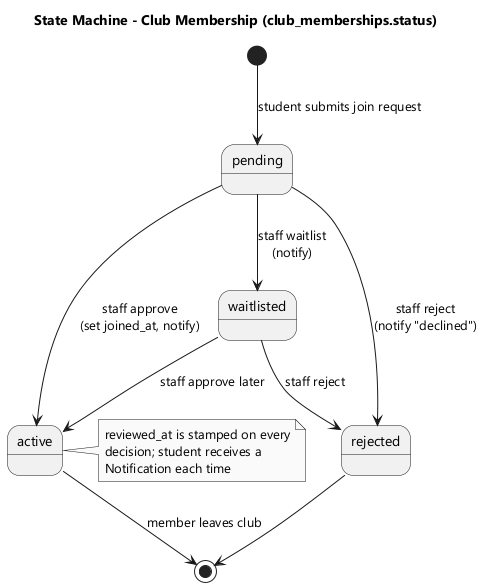 State Machine - Club Membership (club_memberships.status)
student submits join request
pending
staff waitlist
(notify)
staff approve
(set joined_at, notify)
staff reject
(notify "declined")
waitlisted
staff approve later
staff reject
active
reviewed_at is stamped on every
decision; student receives a
Notification each time
rejected
member leaves club